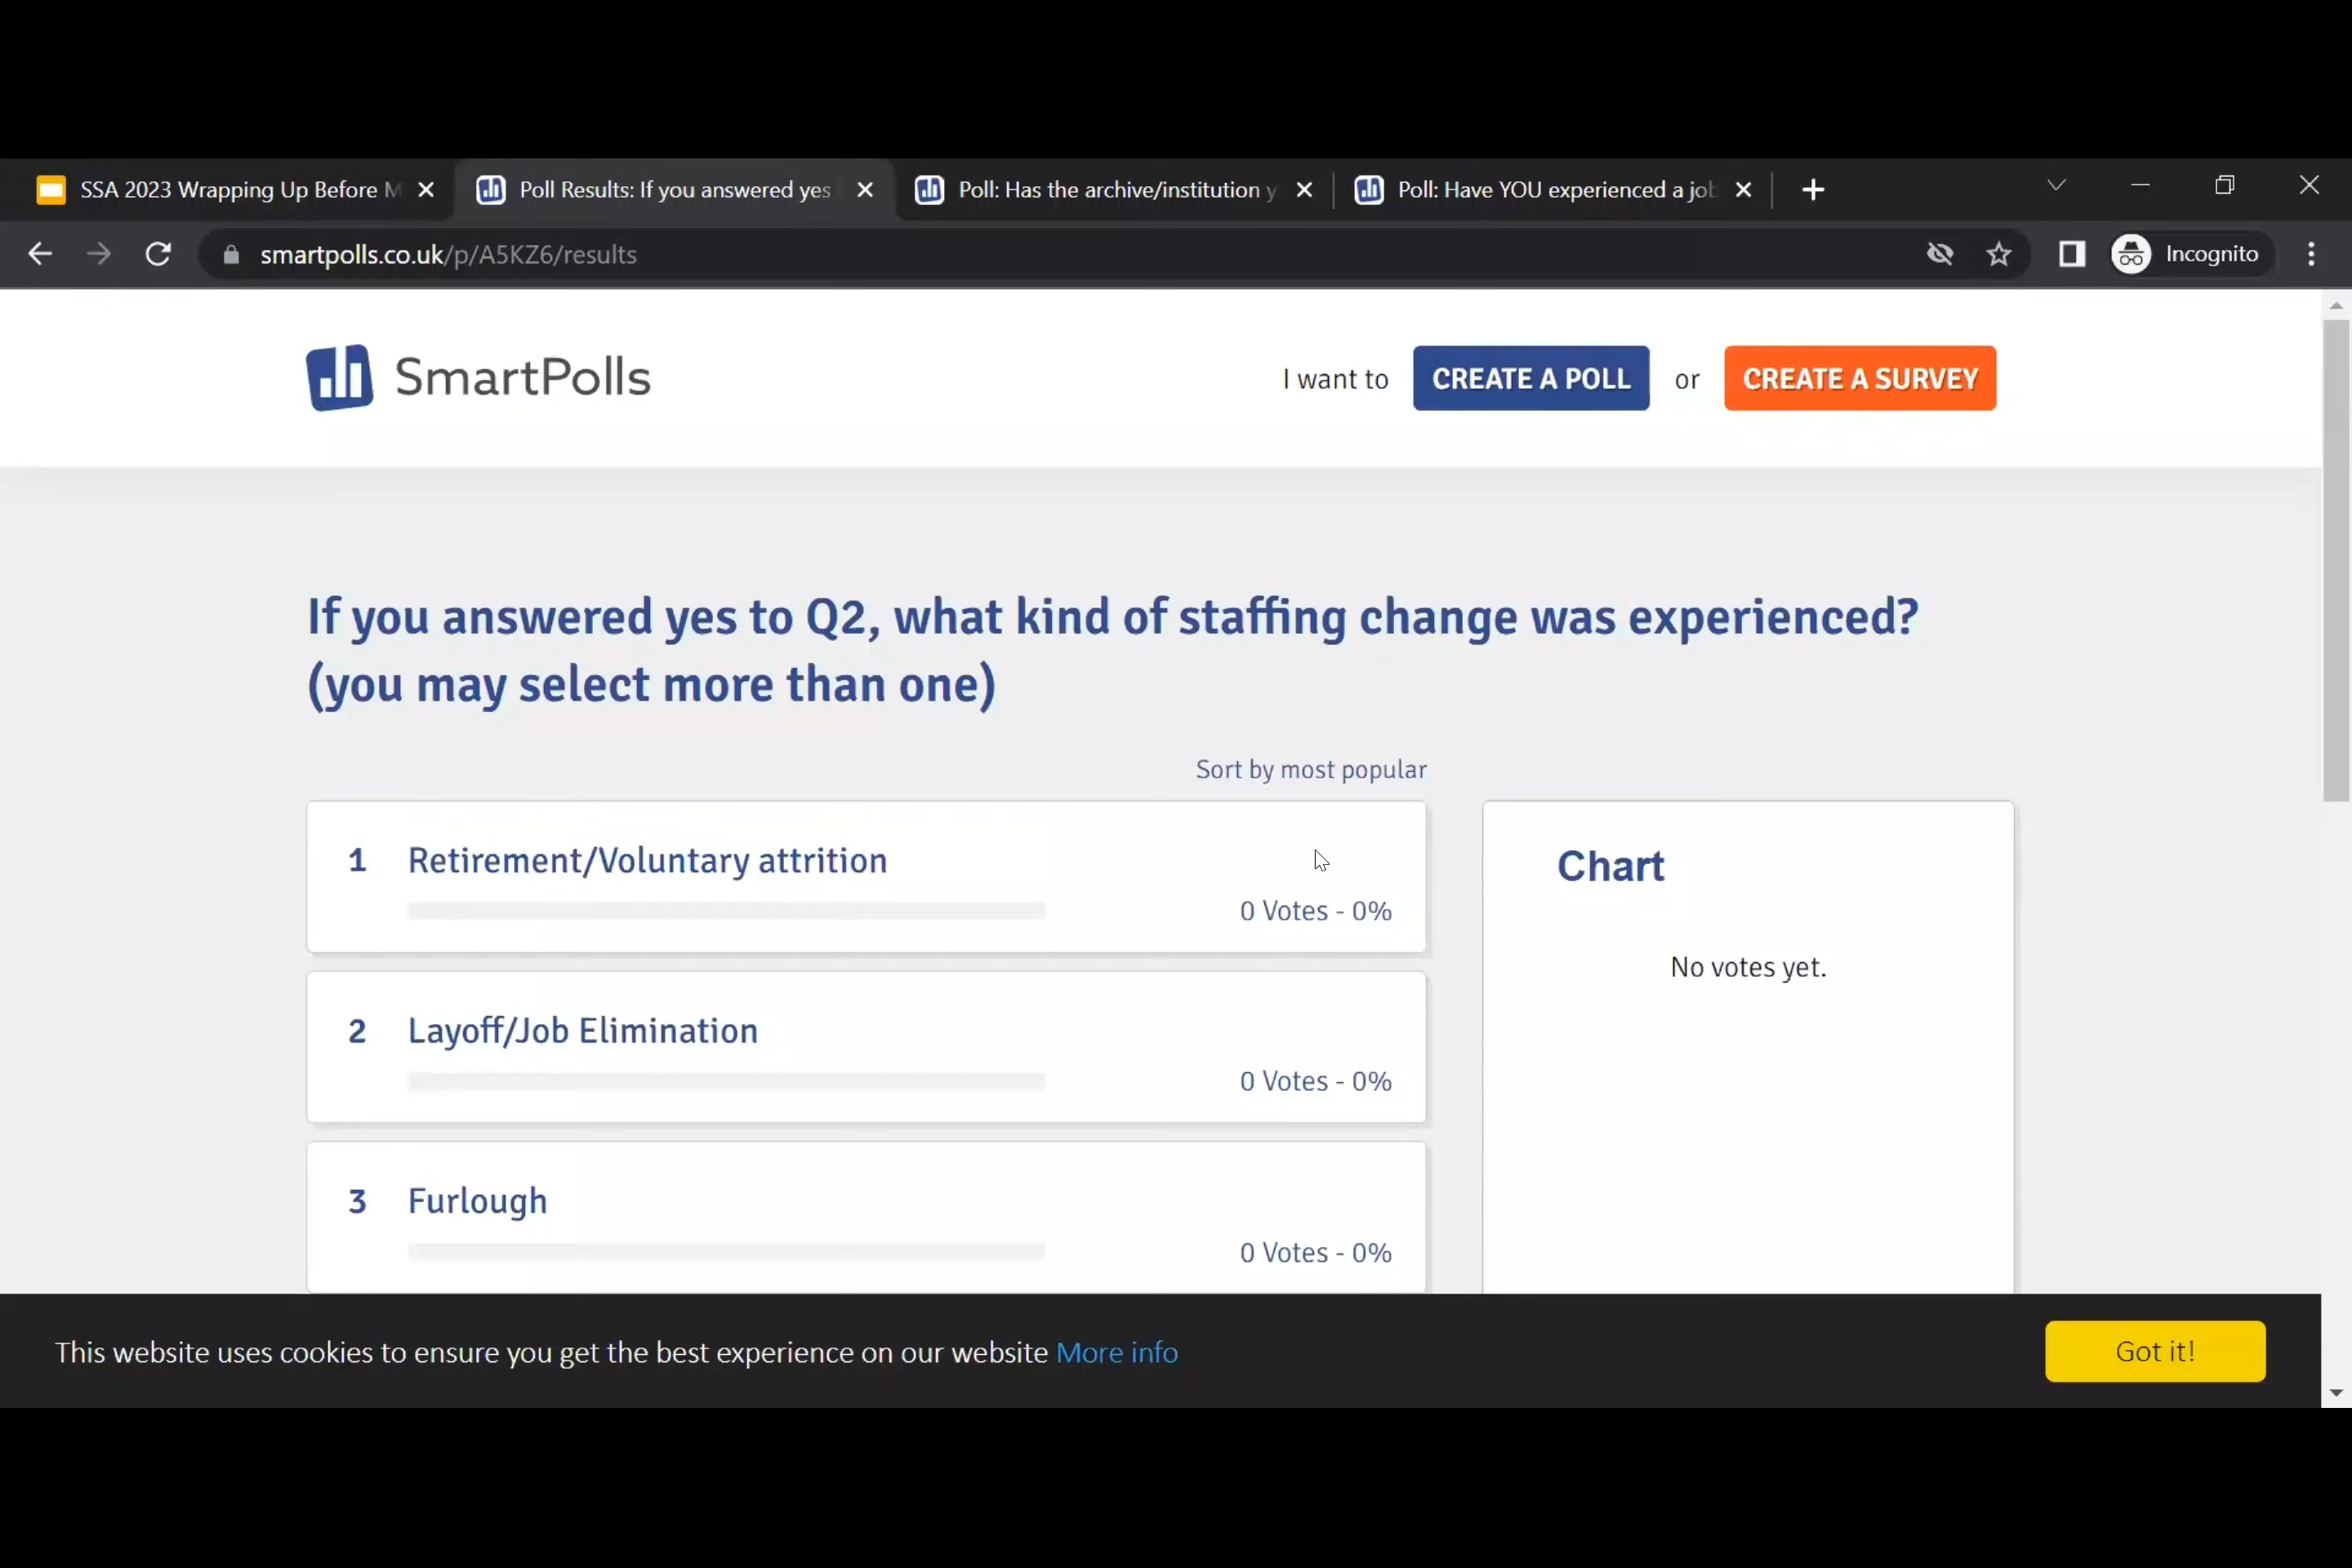 SSA 2023 Wrapping Up Before M
Poll Results: If you answered yes
Poll: Has the archive/institution y
Poll: Have YOU experienced a job
smartpolls.co.uk/p/A5KZ6/results
Incognito
SmartPolls
I want to CREATE A POLL or CREATE A SURVEY
If you answered yes to Q2, what kind of staffing change was experienced?
(you may select more than one)
Sort by most popular
1 Retirement/Voluntary attrition
0 Votes - 0%
2 Layoff/Job Elimination
0 Votes - 0%
3 Furlough
0 Votes - 0%
Chart
No votes yet.
This website uses cookies to ensure you get the best experience on our website More info
Got it!